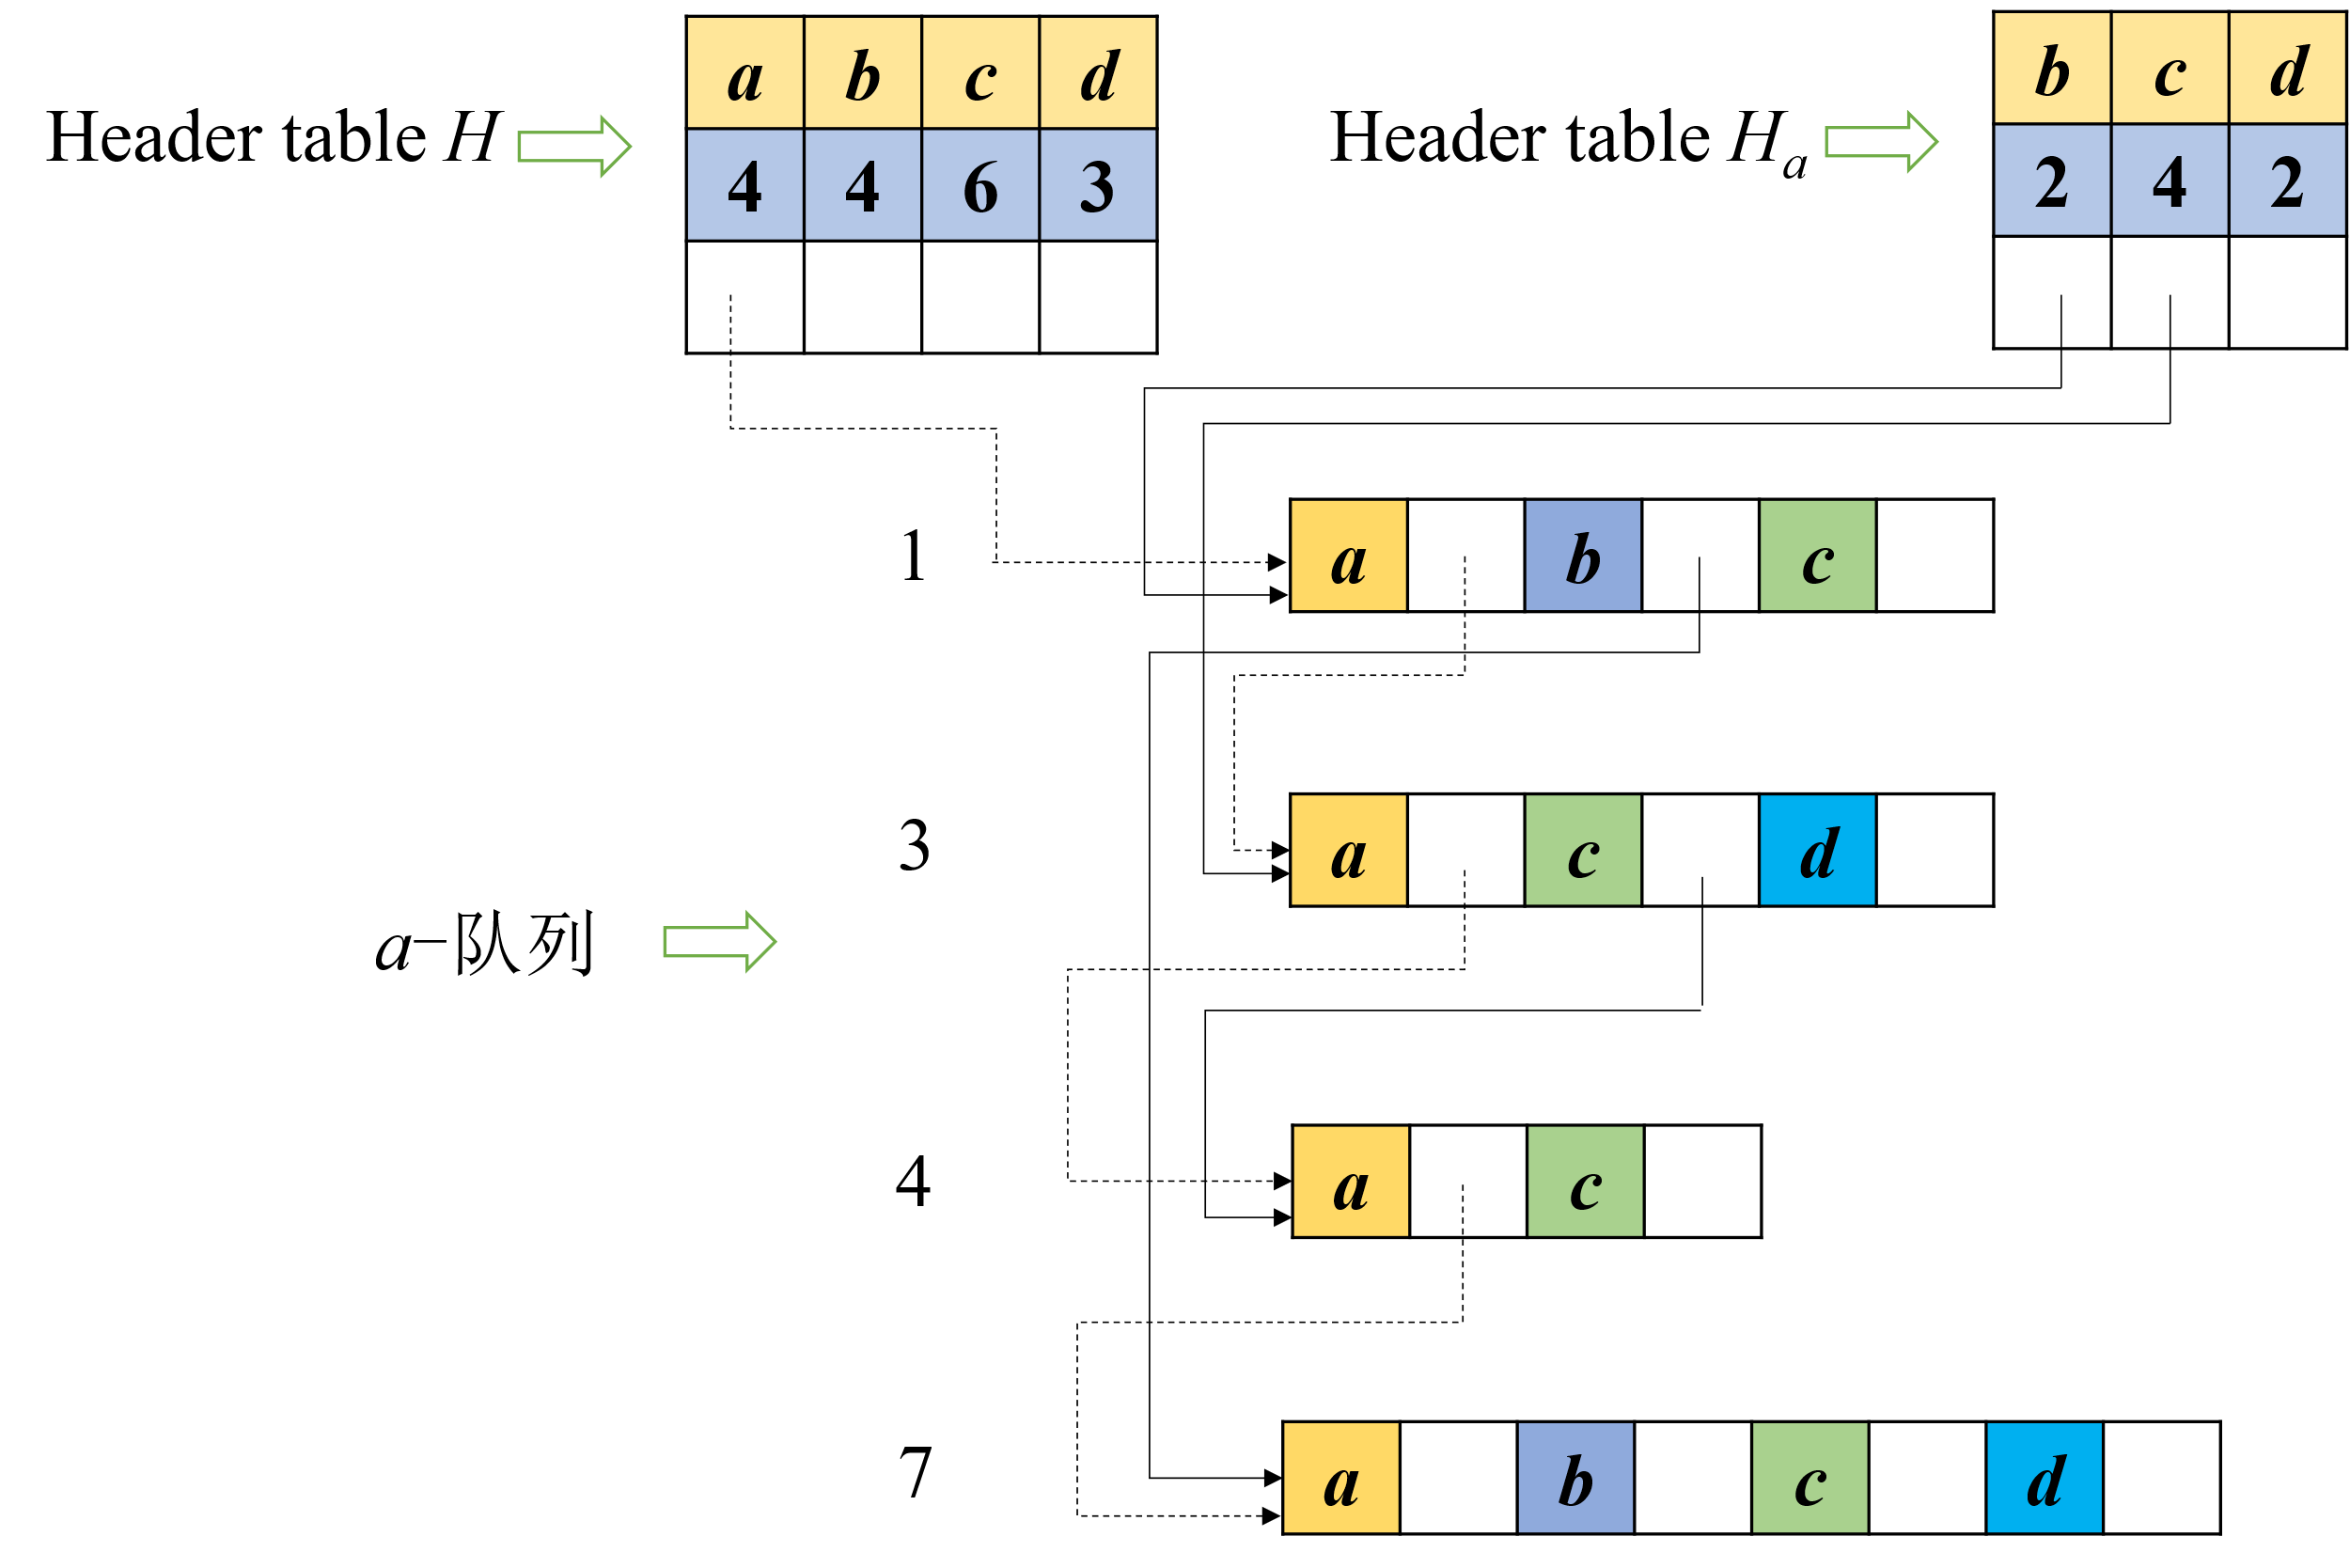 Header table H
a b c d
4 4 6 3
Header table Ha
b c d
2 4 2
1
a b c
3
a c d
a-队列
4
a c
7
a b c d